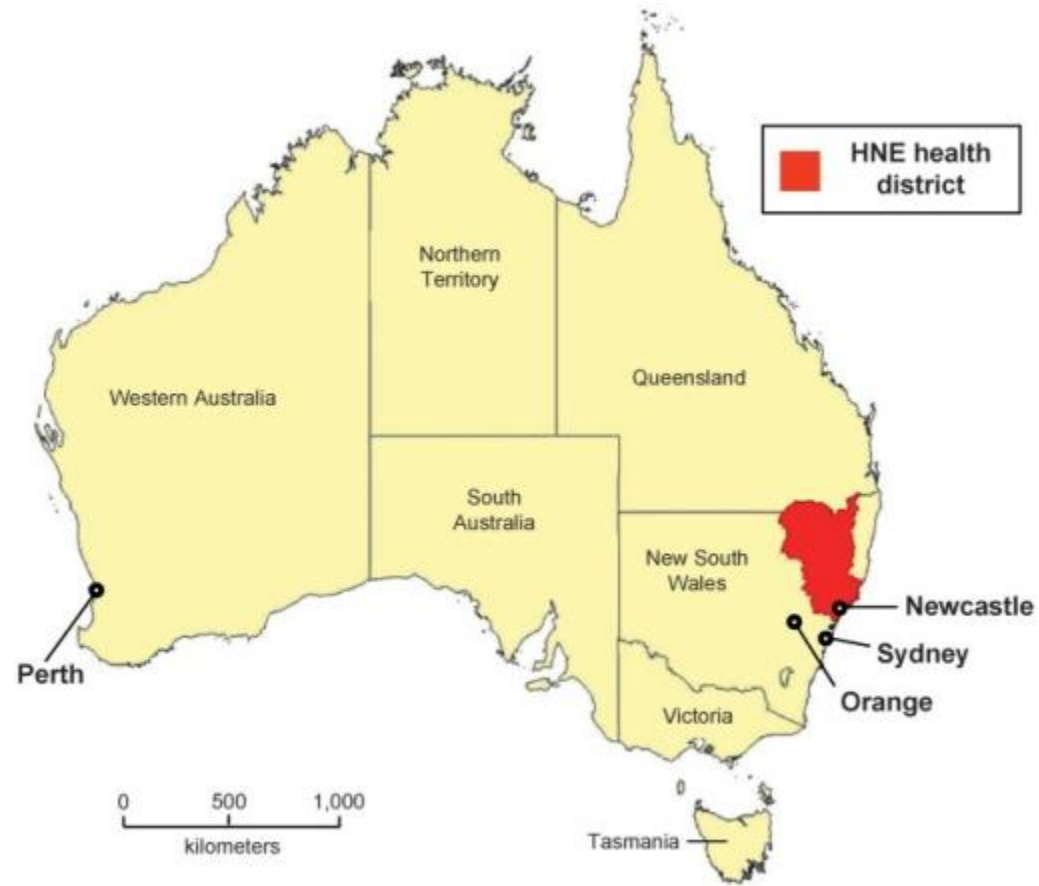 HNE health
district
Northern
Territory
Queensland
Western Australia
South
Australia
New South
Wales
Newcastle
Sydney
Perth
Orange
Victoria
0 500 1,000
kilometers
Tasmania